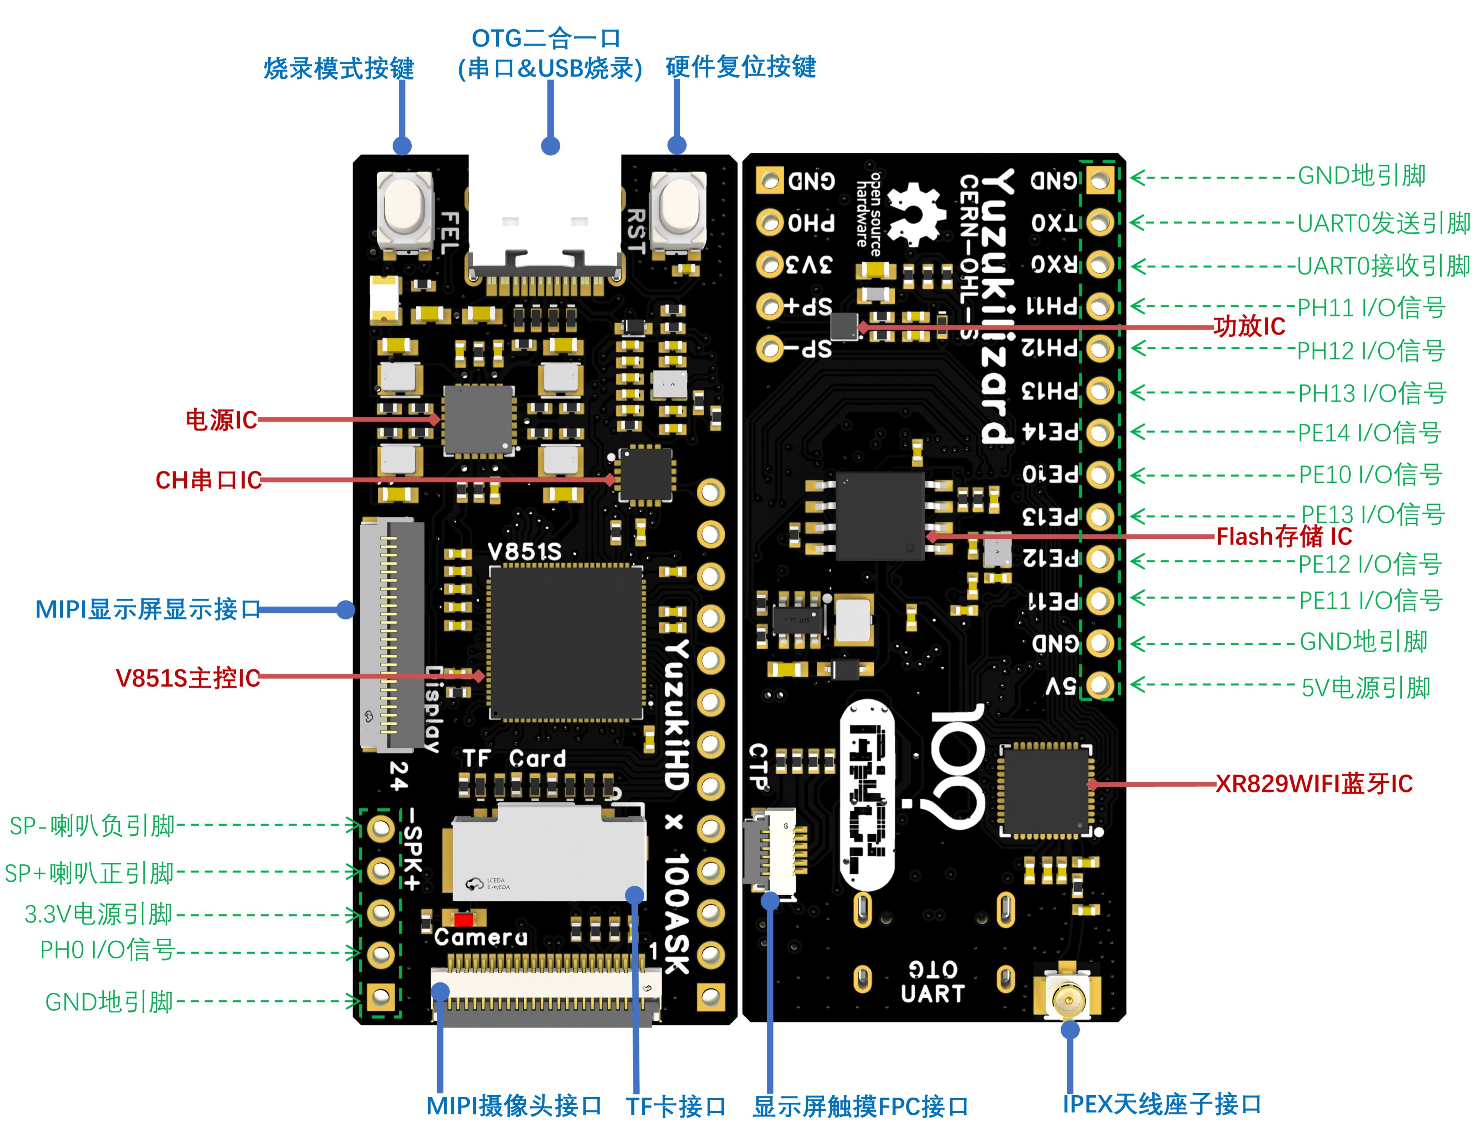 OTG二合一口
(串口&USB烧录)
烧录模式按键
硬件复位按键
FEL
RST
电源IC
CH串口IC
V851S
MIPI显示屏显示接口
V851S主控IC
Display
24
TF Card
YuzukiHD x 100ASK
-SPK+
SP-喇叭负引脚
SP+喇叭正引脚
3.3V电源引脚
PH0 I/O信号
GND地引脚
LCEDA
Camera
1
MIPI摄像头接口
TF卡接口
GND
PH0
3V3
SP+
SP-
open source
hardware
CERN-OHL-S
Yuzukilizard
GND
TX0
RX0
PH11
PH12
PH13
PE14
PE10
PE13
PE12
PE11
GND
5V
GND地引脚
UART0发送引脚
UART0接收引脚
PH11 I/O信号
功放IC
PH12 I/O信号
PH13 I/O信号
PE14 I/O信号
PE10 I/O信号
PE13 I/O信号
Flash存储 IC
PE12 I/O信号
PE11 I/O信号
GND地引脚
5V电源引脚
XR829WIFI蓝牙IC
CTP
100
OTG
UART
显示屏触摸FPC接口
IPEX天线座子接口